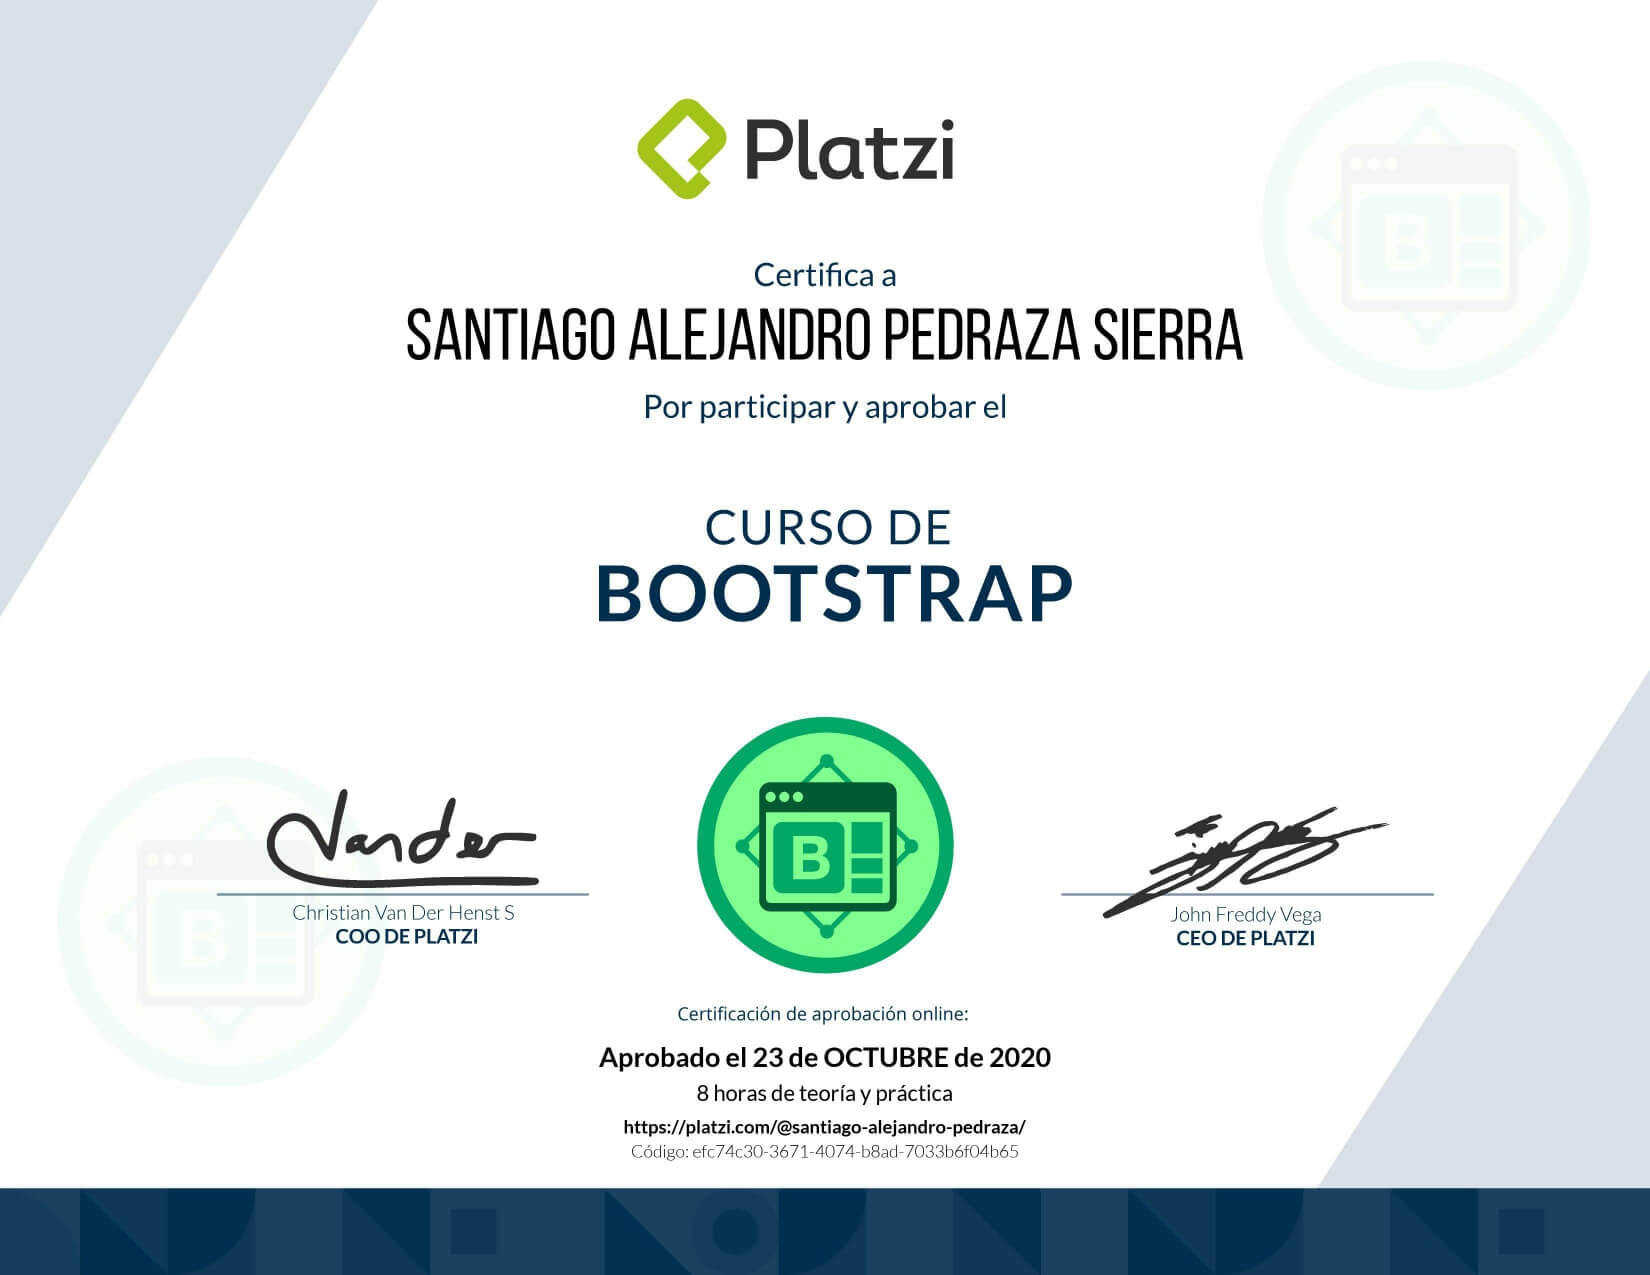 Platzi
Certifica a
SANTIAGO ALEJANDRO PEDRAZA SIERRA
Por participar y aprobar el
CURSO DE
BOOTSTRAP
B
B
Vander
B
Christian Van Der Henst S
COO DE PLATZI
John Freddy Vega
CEO DE PLATZI
Certificación de aprobación online:
Aprobado el 23 de OCTUBRE de 2020
8 horas de teoría y práctica
https://platzi.com/@santiago-alejandro-pedraza/
Código: efc74c30-3671-4074-b8ad-7033b6f04b65